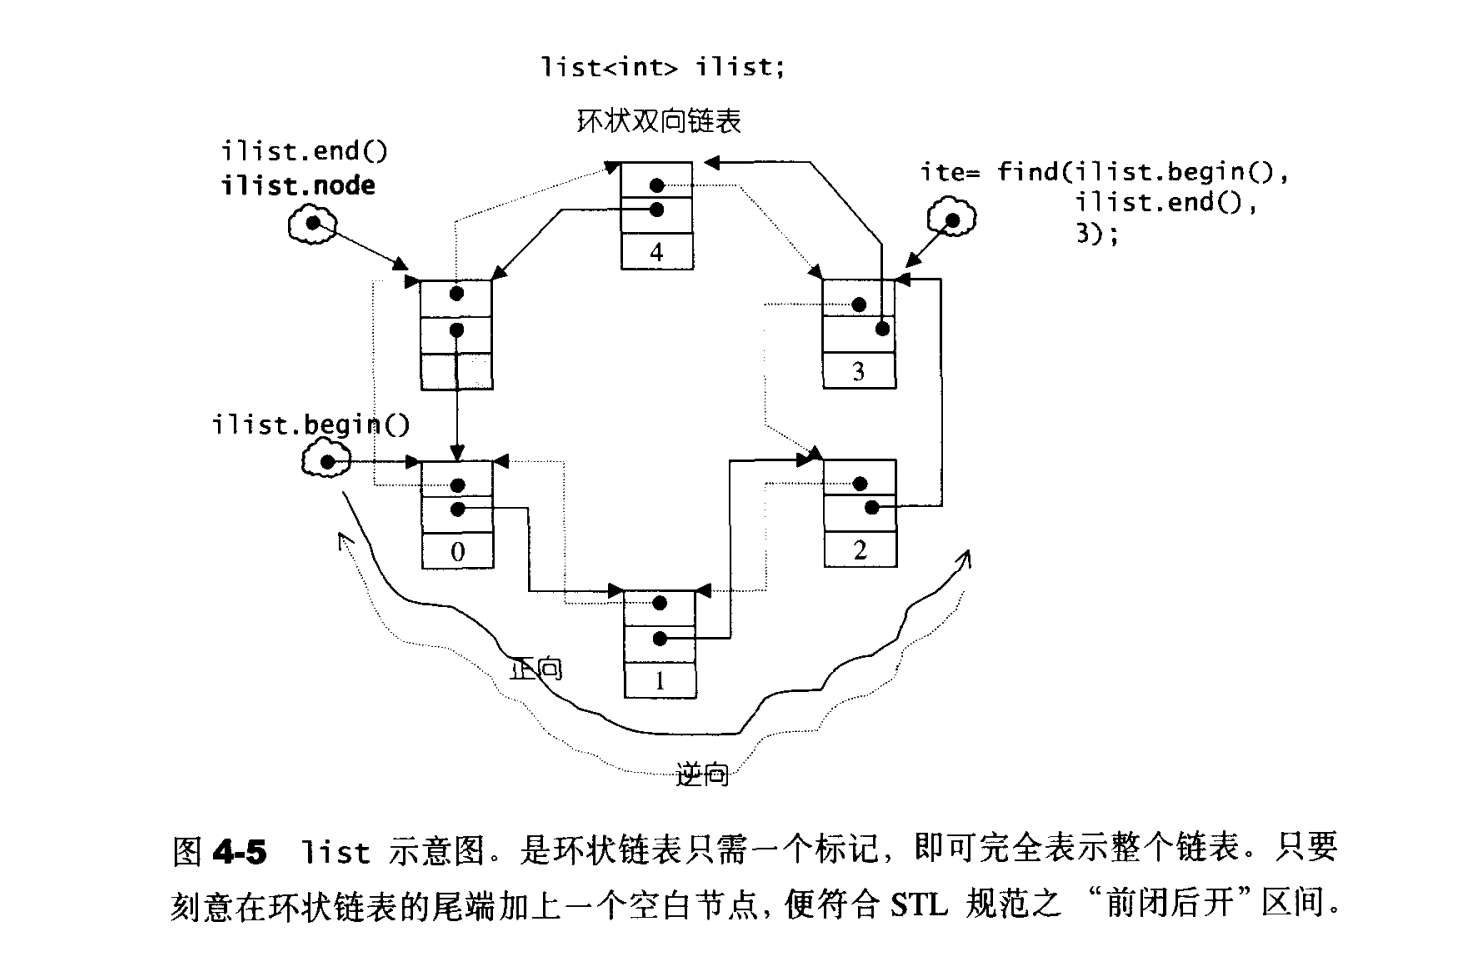 list<int> ilist;
环状双向链表
ilist.end()
ilist.node
ite= find(ilist.begin(),
ilist.end(),
3);
4
3
ilist.begin()
0
2
1
正向
逆向
图 4-5 list 示意图。是环状链表只需一个标记，即可完全表示整个链表。只要
刻意在环状链表的尾端加上一个空白节点，便符合 STL 规范之 “前闭后开”区间。